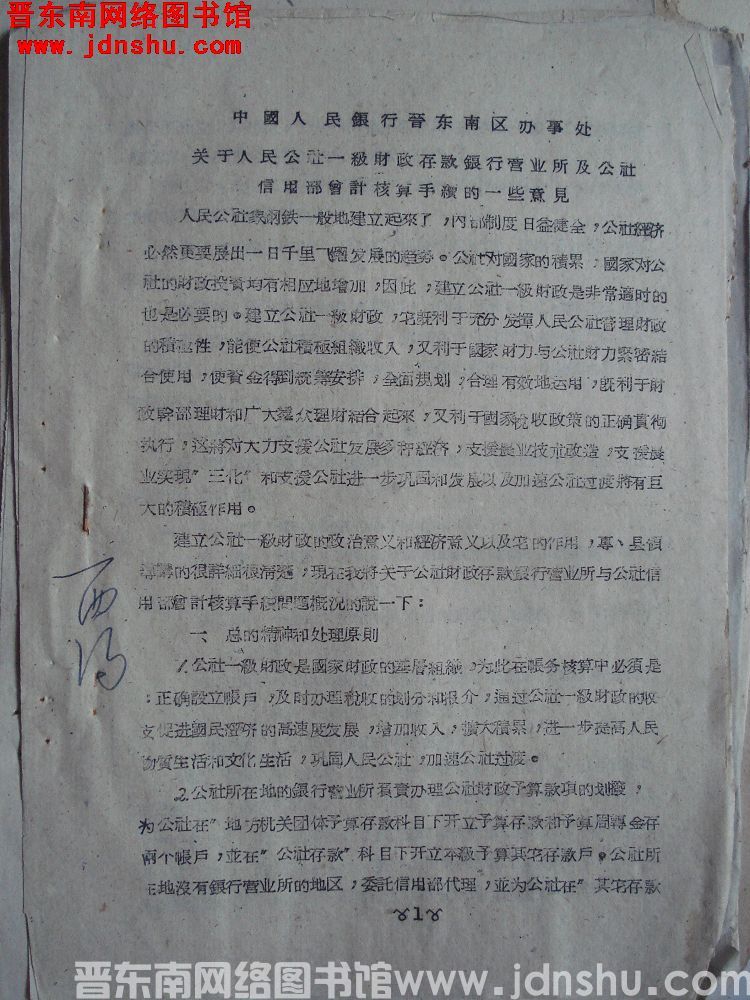 晋东南网络图书馆
www.jdnshu.com
中國人民銀行晉东南区办事处
关于人民公社一級財政存款銀行营业所及公社
信用部會計核算手續的一些意見
人民公社象鋼鉄一般地建立起來了，內部制度日益健全，公社經济
必然要展出一日千里飞躍发展的趋势。公社对國家的積累，國家对公
社的財政投資均有相应地增加，因此，建立公社一級財政是非常適时的
也是必要的。建立公社一級財政，宅既利于充分发揮人民公社管理財政
的積極性，能使公社積極組織收入，又利于國家財力与公社財力緊密結
合使用，使資金得到統籌安排，全面規划，合理有效地运用，既利于財
政幹部理財和广大羣众理財結合起來，又利于國家稅收政策的正确貫彻
执行，这將对大力支援公社发展多种經济，支援農业技朮改造，支援農
业实現"三化"和支援公社进一步巩固和发展以及加速公社过渡將有巨
大的積極作用。
建立公社一級財政的政治意义和經济意义以及宅的作用，專、县領
導講的很詳細很清楚，現在我將关于公社財政存款銀行营业所与公社信
用部會計核算手續問題概况的說一下：
一、总的精神和处理原則
1.公社一級財政是國家財政的基層組織，为此在帳务核算中必須是
：正确設立帳戶，及时办理稅收的划分和報介，通过公社一級財政的收
支促进國民經济的高速度发展，增加收入，擴大積累，进一步提高人民
物質生活和文化生活，巩固人民公社，加速公社过渡。
2.公社所在地的銀行营业所負責办理公社財政予算款項的划撥，
为公社在"地方机关团体予算存款科目下开立予算存款和予算周轉金存
兩个帳戶，並在"公社存款"科目下开立本級予算其宅存款戶。公社所
在地沒有銀行营业所的地区，委託信用部代理，並为公社在"其宅存款
1
晋东南网络图书馆www.jdnshu.com